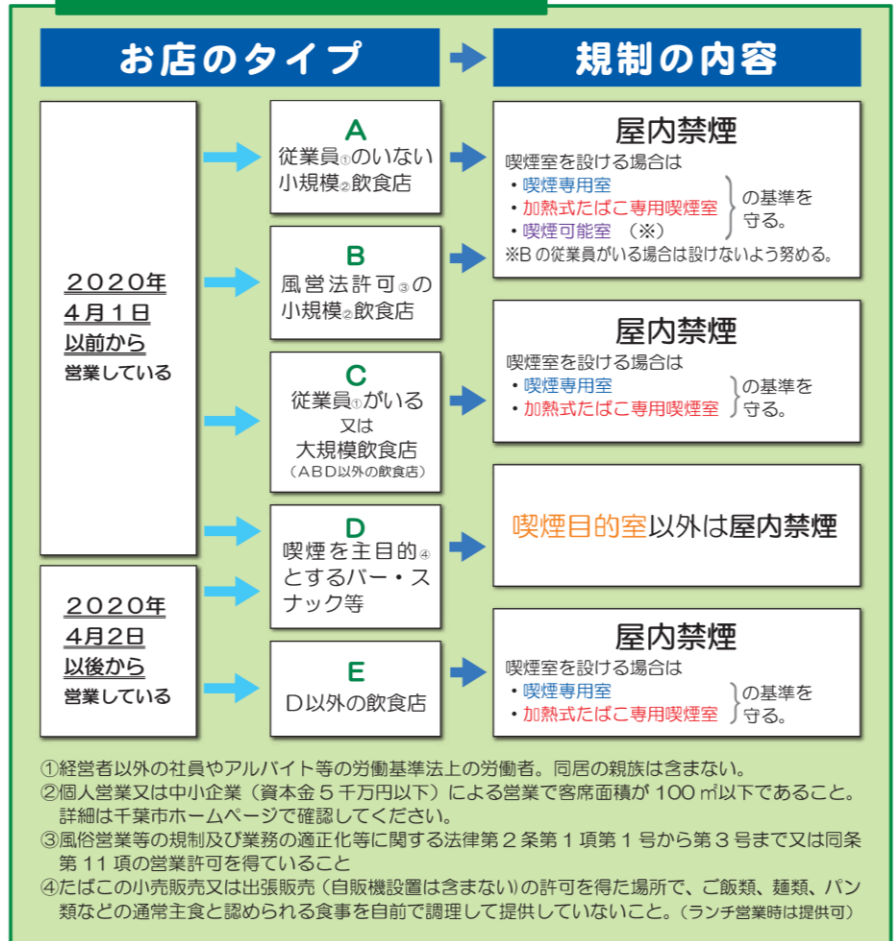 お店のタイプ
規制の内容
2020年
4月1日
以前から
営業している
A
従業員①のいない
小規模②飲食店
B
風営法許可③の
小規模②飲食店
C
従業員①がいる
又は
大規模飲食店
(ABD以外の飲食店)
D
喫煙を主目的④
とするバー・ス
ナック等
2020年
4月2日
以後から
営業している
E
D以外の飲食店
屋内禁煙
喫煙室を設ける場合は
・喫煙専用室
・加熱式たばこ専用喫煙室
・喫煙可能室 (※)
の基準を
守る。
※Bの従業員がいる場合は設けないよう努める。
屋内禁煙
喫煙室を設ける場合は
・喫煙専用室
・加熱式たばこ専用喫煙室
の基準を
守る。
喫煙目的室以外は屋内禁煙
屋内禁煙
喫煙室を設ける場合は
・喫煙専用室
・加熱式たばこ専用喫煙室
の基準を
守る。
①経営者以外の社員やアルバイト等の労働基準法上の労働者。同居の親族は含まない。
②個人営業又は中小企業(資本金5千万円以下)による営業で客席面積が100㎡以下であること。
詳細は千葉市ホームページで確認してください。
③風俗営業等の規制及び業務の適正化等に関する法律第2条第1項第1号から第3号まで又は同条
第11項の営業許可を得ていること
④たばこの小売販売又は出張販売(自販機設置は含まない)の許可を得た場所で、ご飯類、麺類、パン
類などの通常主食と認められる食事を自前で調理して提供していないこと。(ランチ営業時は提供可)